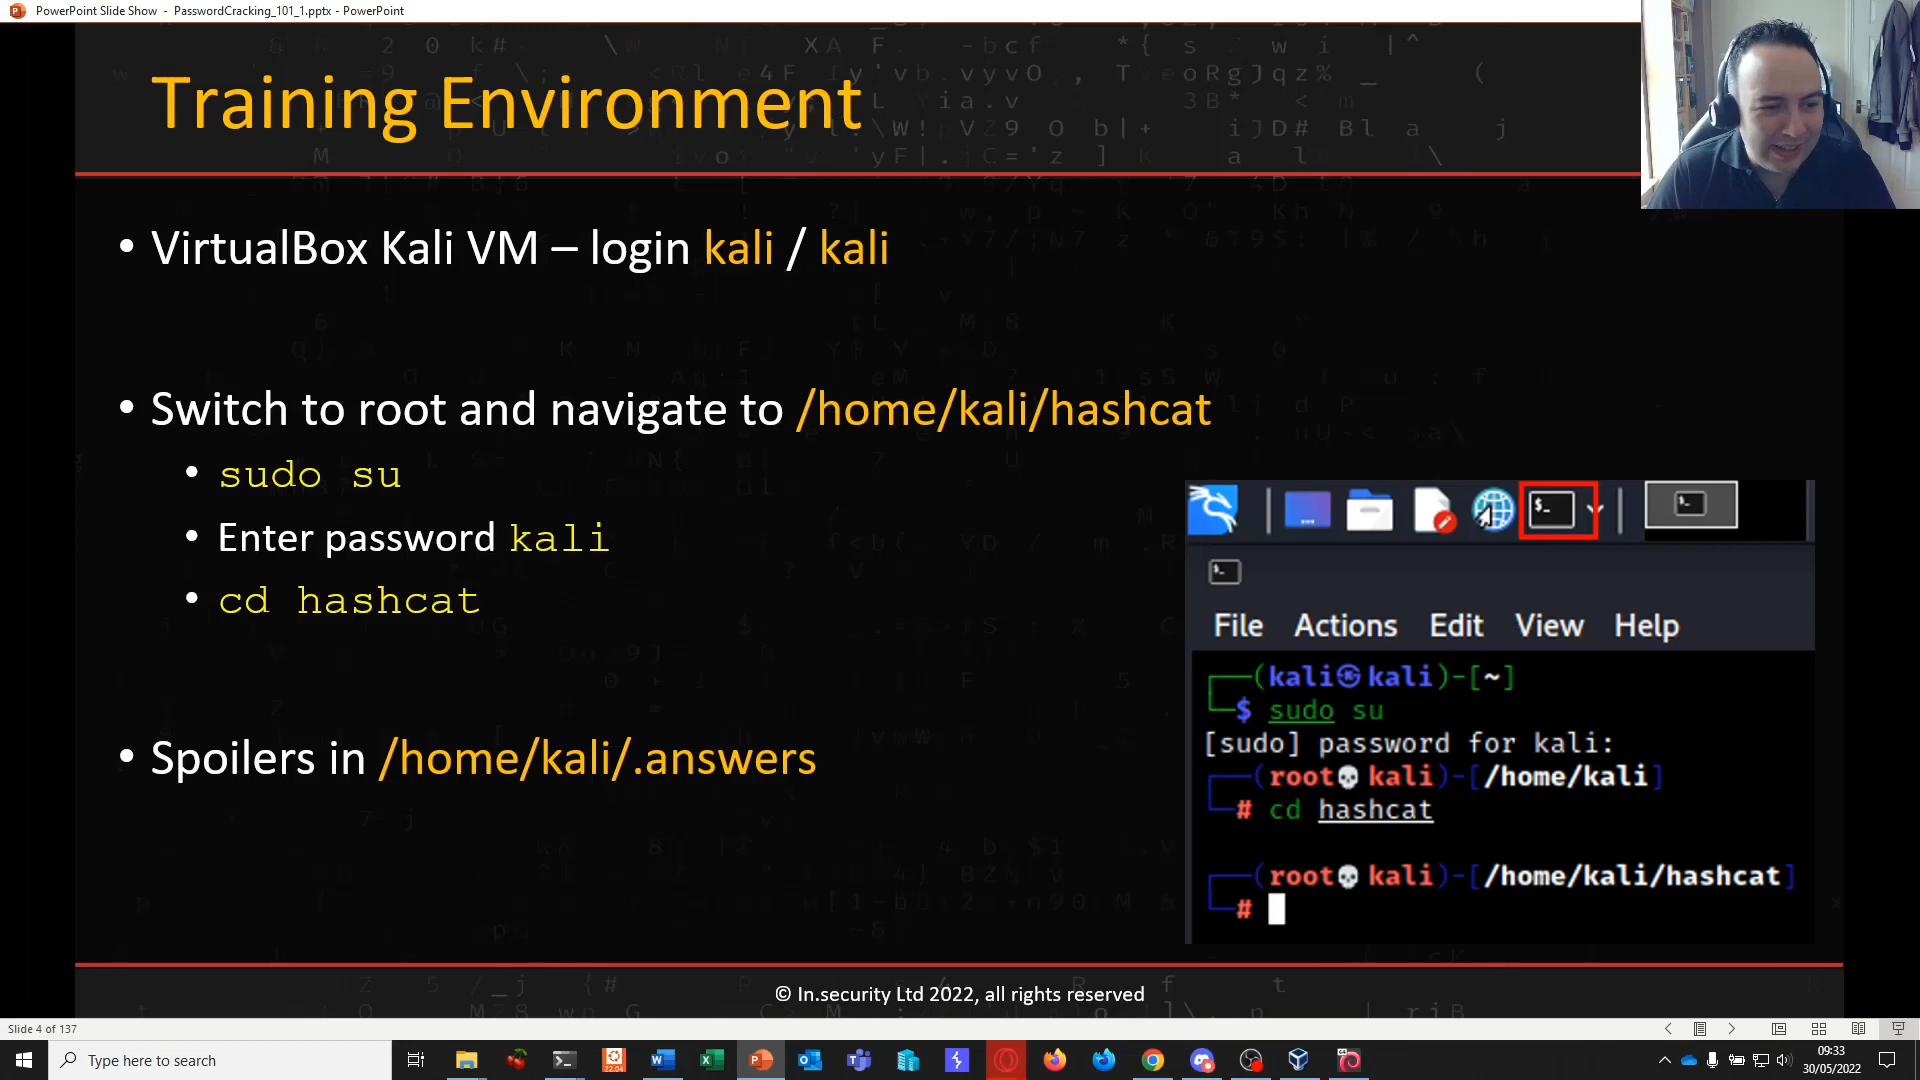 PowerPoint Slide Show - PasswordCracking_101_1.pptx - PowerPoint
Training Environment
• VirtualBox Kali VM – login kali / kali
• Switch to root and navigate to /home/kali/hashcat
• sudo su
• Enter password kali
• cd hashcat
• Spoilers in /home/kali/.answers
File Actions Edit View Help
(kali㉿kali)-[~]
$ sudo su
[sudo] password for kali:
(root💀kali)-[/home/kali]
# cd hashcat
(root💀kali)-[/home/kali/hashcat]
#
© In.security Ltd 2022, all rights reserved
Slide 4 of 137
Type here to search
22.04
09:33
30/05/2022